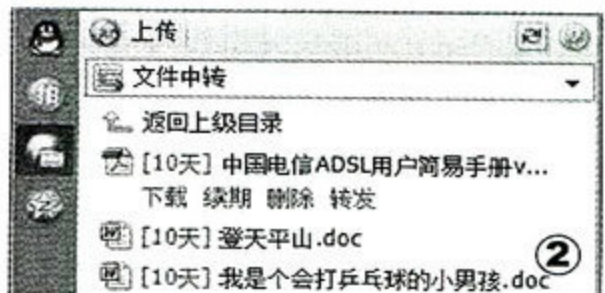 上传
文件中转
返回上级目录
[10天] 中国电信ADSL用户简易手册v...
下载 续期 删除 转发
[10天] 登天平山.doc
[10天] 我是个会打乒乓球的小男孩.doc
②